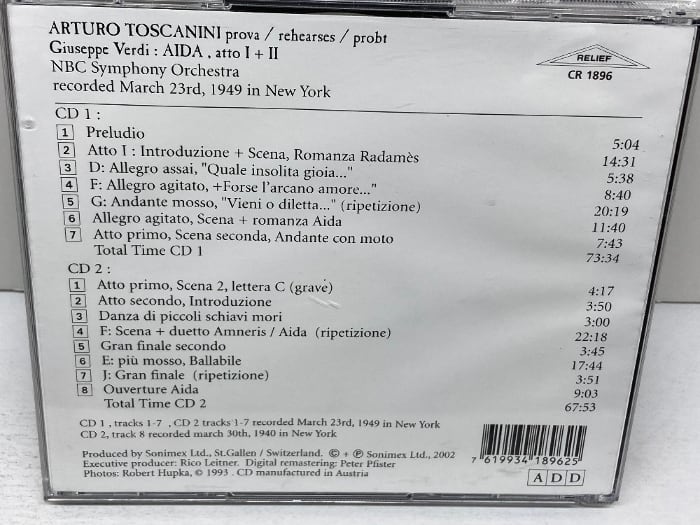 ARTURO TOSCANINI prova / rehearses / probt
Giuseppe Verdi : AIDA , atto I + II
NBC Symphony Orchestra
recorded March 23rd, 1949 in New York
RELIEF
CR 1896
CD 1 :
1 Preludio 5:04
2 Atto I : Introduzione + Scena, Romanza Radamès 14:31
3 D: Allegro assai, "Quale insolita gioia..." 5:38
4 F: Allegro agitato, +Forse l'arcano amore..." 8:40
5 G: Andante mosso, "Vieni o diletta..." (ripetizione) 20:19
6 Allegro agitato, Scena + romanza Aida 11:40
7 Atto primo, Scena seconda, Andante con moto 7:43
Total Time CD 1 73:34
CD 2 :
1 Atto primo, Scena 2, lettera C (grave) 4:17
2 Atto secondo, Introduzione 3:50
3 Danza di piccoli schiavi mori 3:00
4 F: Scena + duetto Amneris / Aida (ripetizione) 22:18
5 Gran finale secondo 3:45
6 E: più mosso, Ballabile 17:44
7 J: Gran finale (ripetizione) 3:51
8 Ouverture Aida 9:03
Total Time CD 2 67:53
CD 1 , tracks 1-7 , CD 2 tracks 1-7 recorded March 23rd, 1949 in New York
CD 2, track 8 recorded march 30th, 1940 in New York
Produced by Sonimex Ltd., St.Gallen / Switzerland. © + ℗ Sonimex Ltd., 2002
Executive producer: Rico Leitner. Digital remastering: Peter Pfister
Photos: Robert Hupka, © 1993 . CD manufactured in Austria
7 619934 189625
ADD